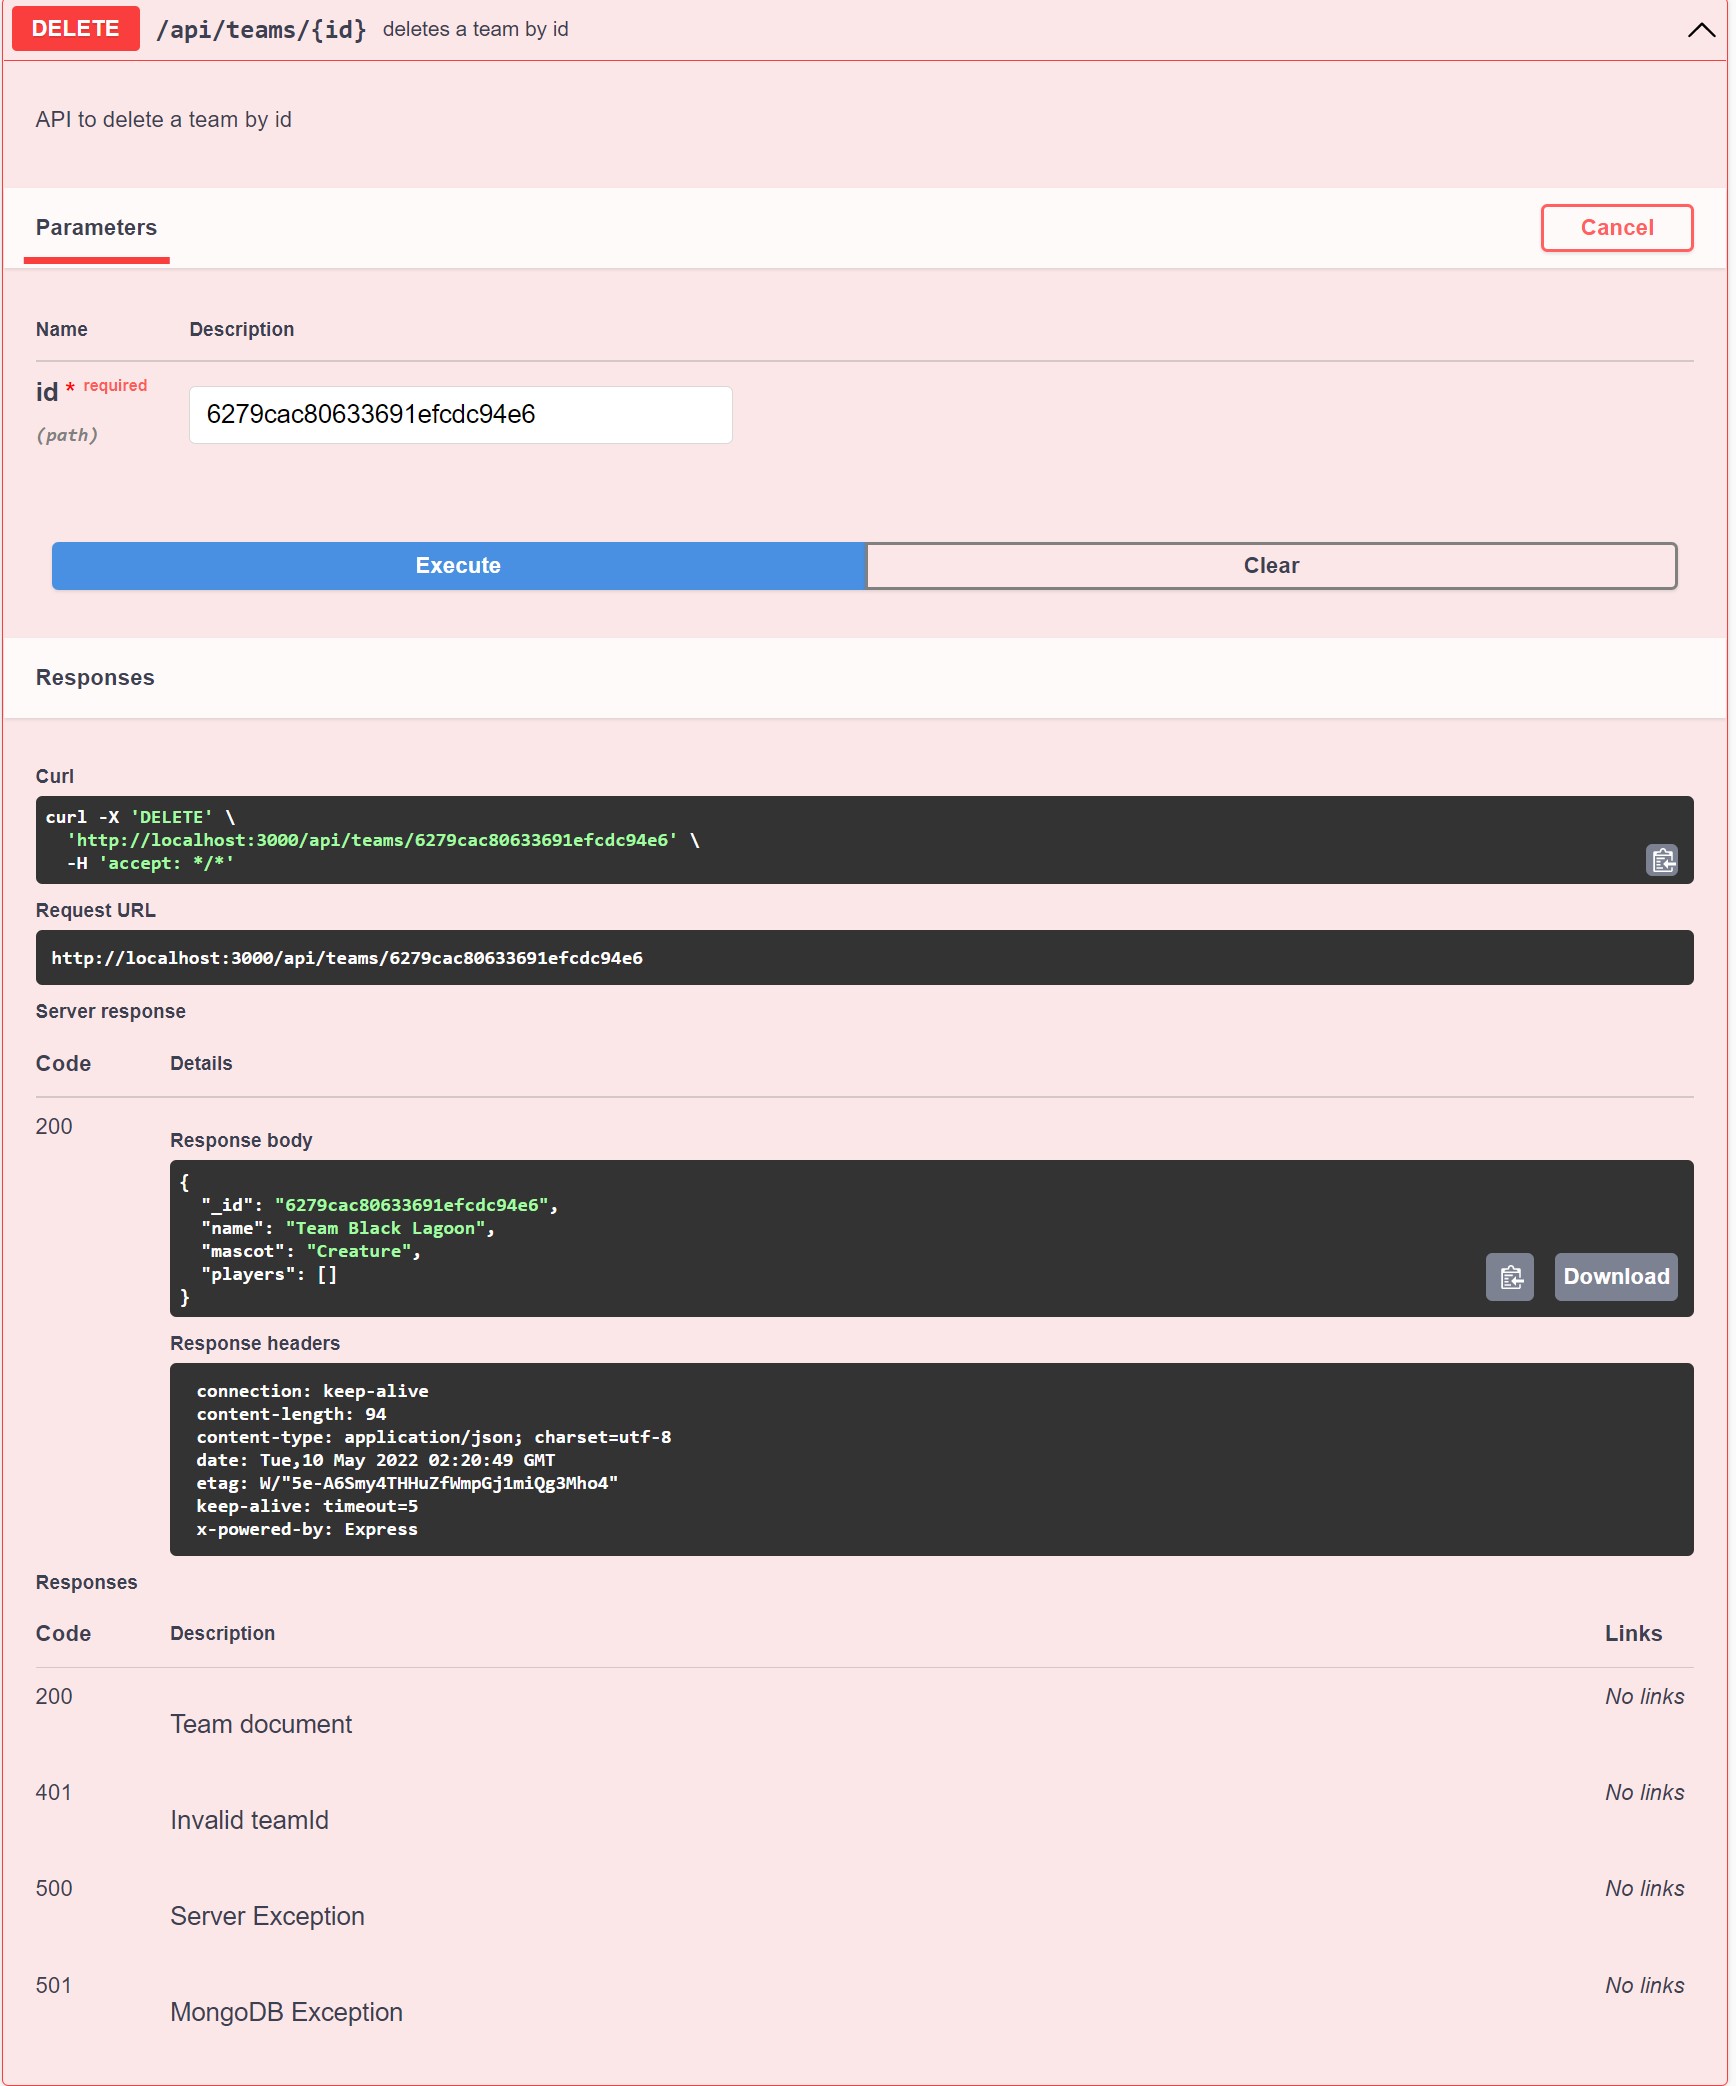 DELETE /api/teams/{id} deletes a team by id
API to delete a team by id
Parameters Cancel
Name Description
id * required
(path)
6279cac80633691efcdc94e6
Execute Clear
Responses
Curl
curl -X 'DELETE' \
  'http://localhost:3000/api/teams/6279cac80633691efcdc94e6' \
  -H 'accept: */*'
Request URL
http://localhost:3000/api/teams/6279cac80633691efcdc94e6
Server response
Code Details
200
Response body
{
  "_id": "6279cac80633691efcdc94e6",
  "name": "Team Black Lagoon",
  "mascot": "Creature",
  "players": []
}
Download
Response headers
connection: keep-alive
content-length: 94
content-type: application/json; charset=utf-8
date: Tue,10 May 2022 02:20:49 GMT
etag: W/"5e-A6Smy4THHuZfWmpGj1miQg3Mho4"
keep-alive: timeout=5
x-powered-by: Express
Responses
Code Description Links
200 No links
Team document
401 No links
Invalid teamId
500 No links
Server Exception
501 No links
MongoDB Exception